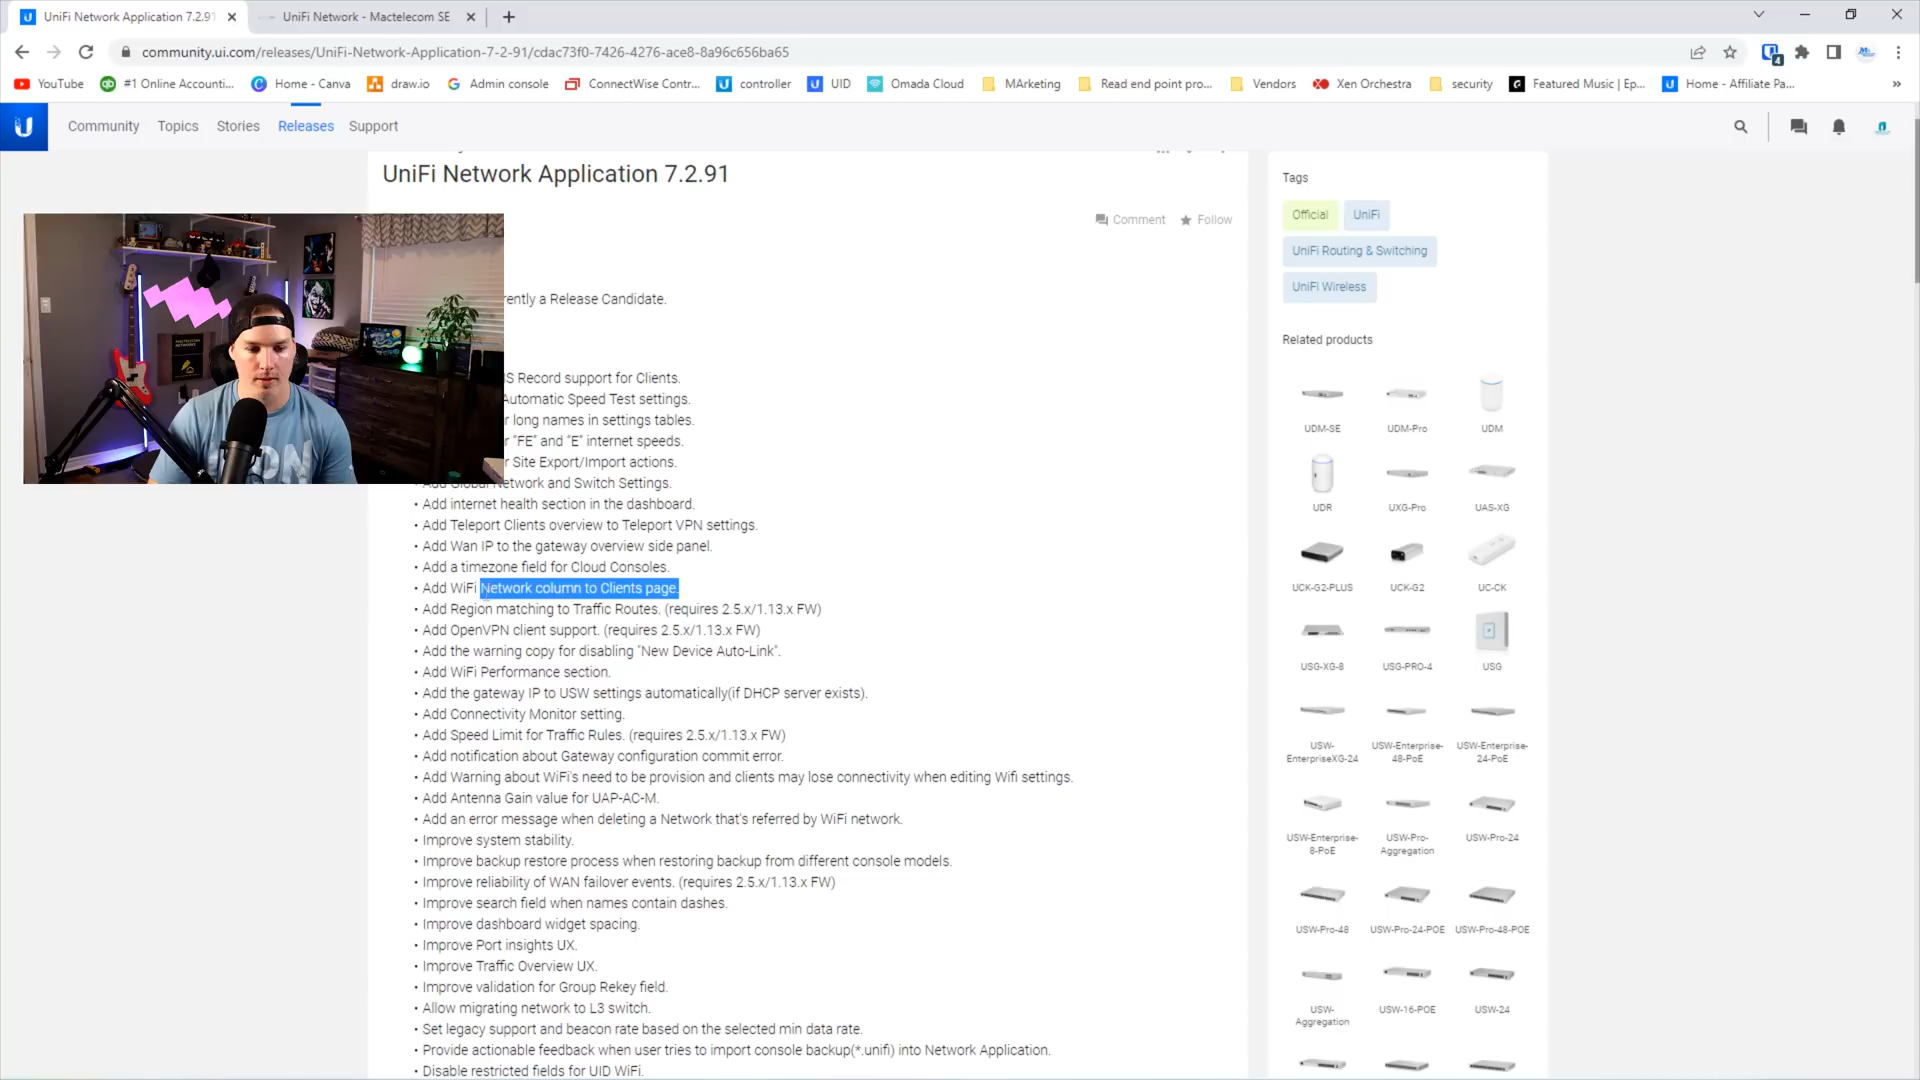 UniFi Network Application 7.2.91
UniFi Network - Mactelecom SE
community.ui.com/releases/UniFi-Network-Application-7-2-91/cdac73f0-7426-4276-ace8-8a96c656ba65
YouTube
#1 Online Accounti...
Home - Canva
draw.io
Admin console
ConnectWise Contr...
controller
UID
Omada Cloud
MArketing
Read end point pro...
Vendors
Xen Orchestra
security
Featured Music | Ep...
Home - Affiliate Pa...
»
Community
Topics
Stories
Releases
Support
UniFi Network Application 7.2.91
Comment
Follow
rently a Release Candidate.
S Record support for Clients.
Automatic Speed Test settings.
r long names in settings tables.
r "FE" and "E" internet speeds.
r Site Export/Import actions.
• Add Global Network and Switch Settings.
• Add internet health section in the dashboard.
• Add Teleport Clients overview to Teleport VPN settings.
• Add Wan IP to the gateway overview side panel.
• Add a timezone field for Cloud Consoles.
• Add WiFi Network column to Clients page.
• Add Region matching to Traffic Routes. (requires 2.5.x/1.13.x FW)
• Add OpenVPN client support. (requires 2.5.x/1.13.x FW)
• Add the warning copy for disabling "New Device Auto-Link".
• Add WiFi Performance section.
• Add the gateway IP to USW settings automatically(if DHCP server exists).
• Add Connectivity Monitor setting.
• Add Speed Limit for Traffic Rules. (requires 2.5.x/1.13.x FW)
• Add notification about Gateway configuration commit error.
• Add Warning about WiFi's need to be provision and clients may lose connectivity when editing Wifi settings.
• Add Antenna Gain value for UAP-AC-M.
• Add an error message when deleting a Network that's referred by WiFi network.
• Improve system stability.
• Improve backup restore process when restoring backup from different console models.
• Improve reliability of WAN failover events. (requires 2.5.x/1.13.x FW)
• Improve search field when names contain dashes.
• Improve dashboard widget spacing.
• Improve Port insights UX.
• Improve Traffic Overview UX.
• Improve validation for Group Rekey field.
• Allow migrating network to L3 switch.
• Set legacy support and beacon rate based on the selected min data rate.
• Provide actionable feedback when user tries to import console backup(*.unifi) into Network Application.
• Disable restricted fields for UID WiFi.
Tags
Official
UniFi
UniFi Routing & Switching
UniFi Wireless
Related products
UDM-SE
UDM-Pro
UDM
UDR
UXG-Pro
UAS-XG
UCK-G2-PLUS
UCK-G2
UC-CK
USG-XG-8
USG-PRO-4
USG
USW-
EnterpriseXG-24
USW-Enterprise-
48-PoE
USW-Enterprise-
24-PoE
USW-Enterprise-
8-PoE
USW-Pro-
Aggregation
USW-Pro-24
USW-Pro-48
USW-Pro-24-POE
USW-Pro-48-POE
USW-
Aggregation
USW-16-POE
USW-24